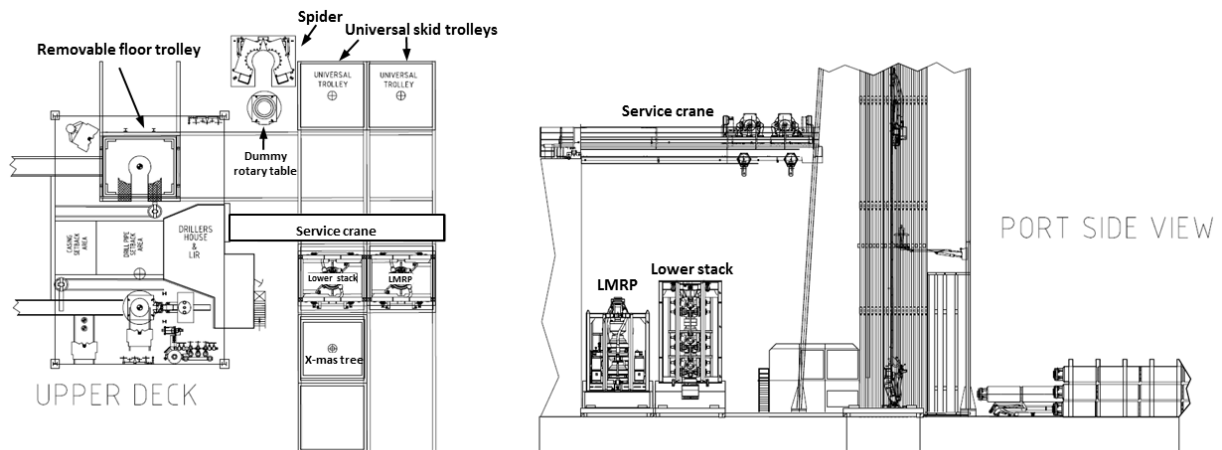 Spider
Universal skid trolleys
Removable floor trolley
UNIVERSAL
TROLLEY
UNIVERSAL
TROLLEY
Dummy
rotary table
CASING
SETBACK
AREA
DRILL PIPE
SETBACK
AREA
DRILLERS
HOUSE
&
LIR
Service crane
Lower stack
LMRP
X-mas tree
UPPER DECK
Service crane
LMRP
Lower stack
PORT SIDE VIEW